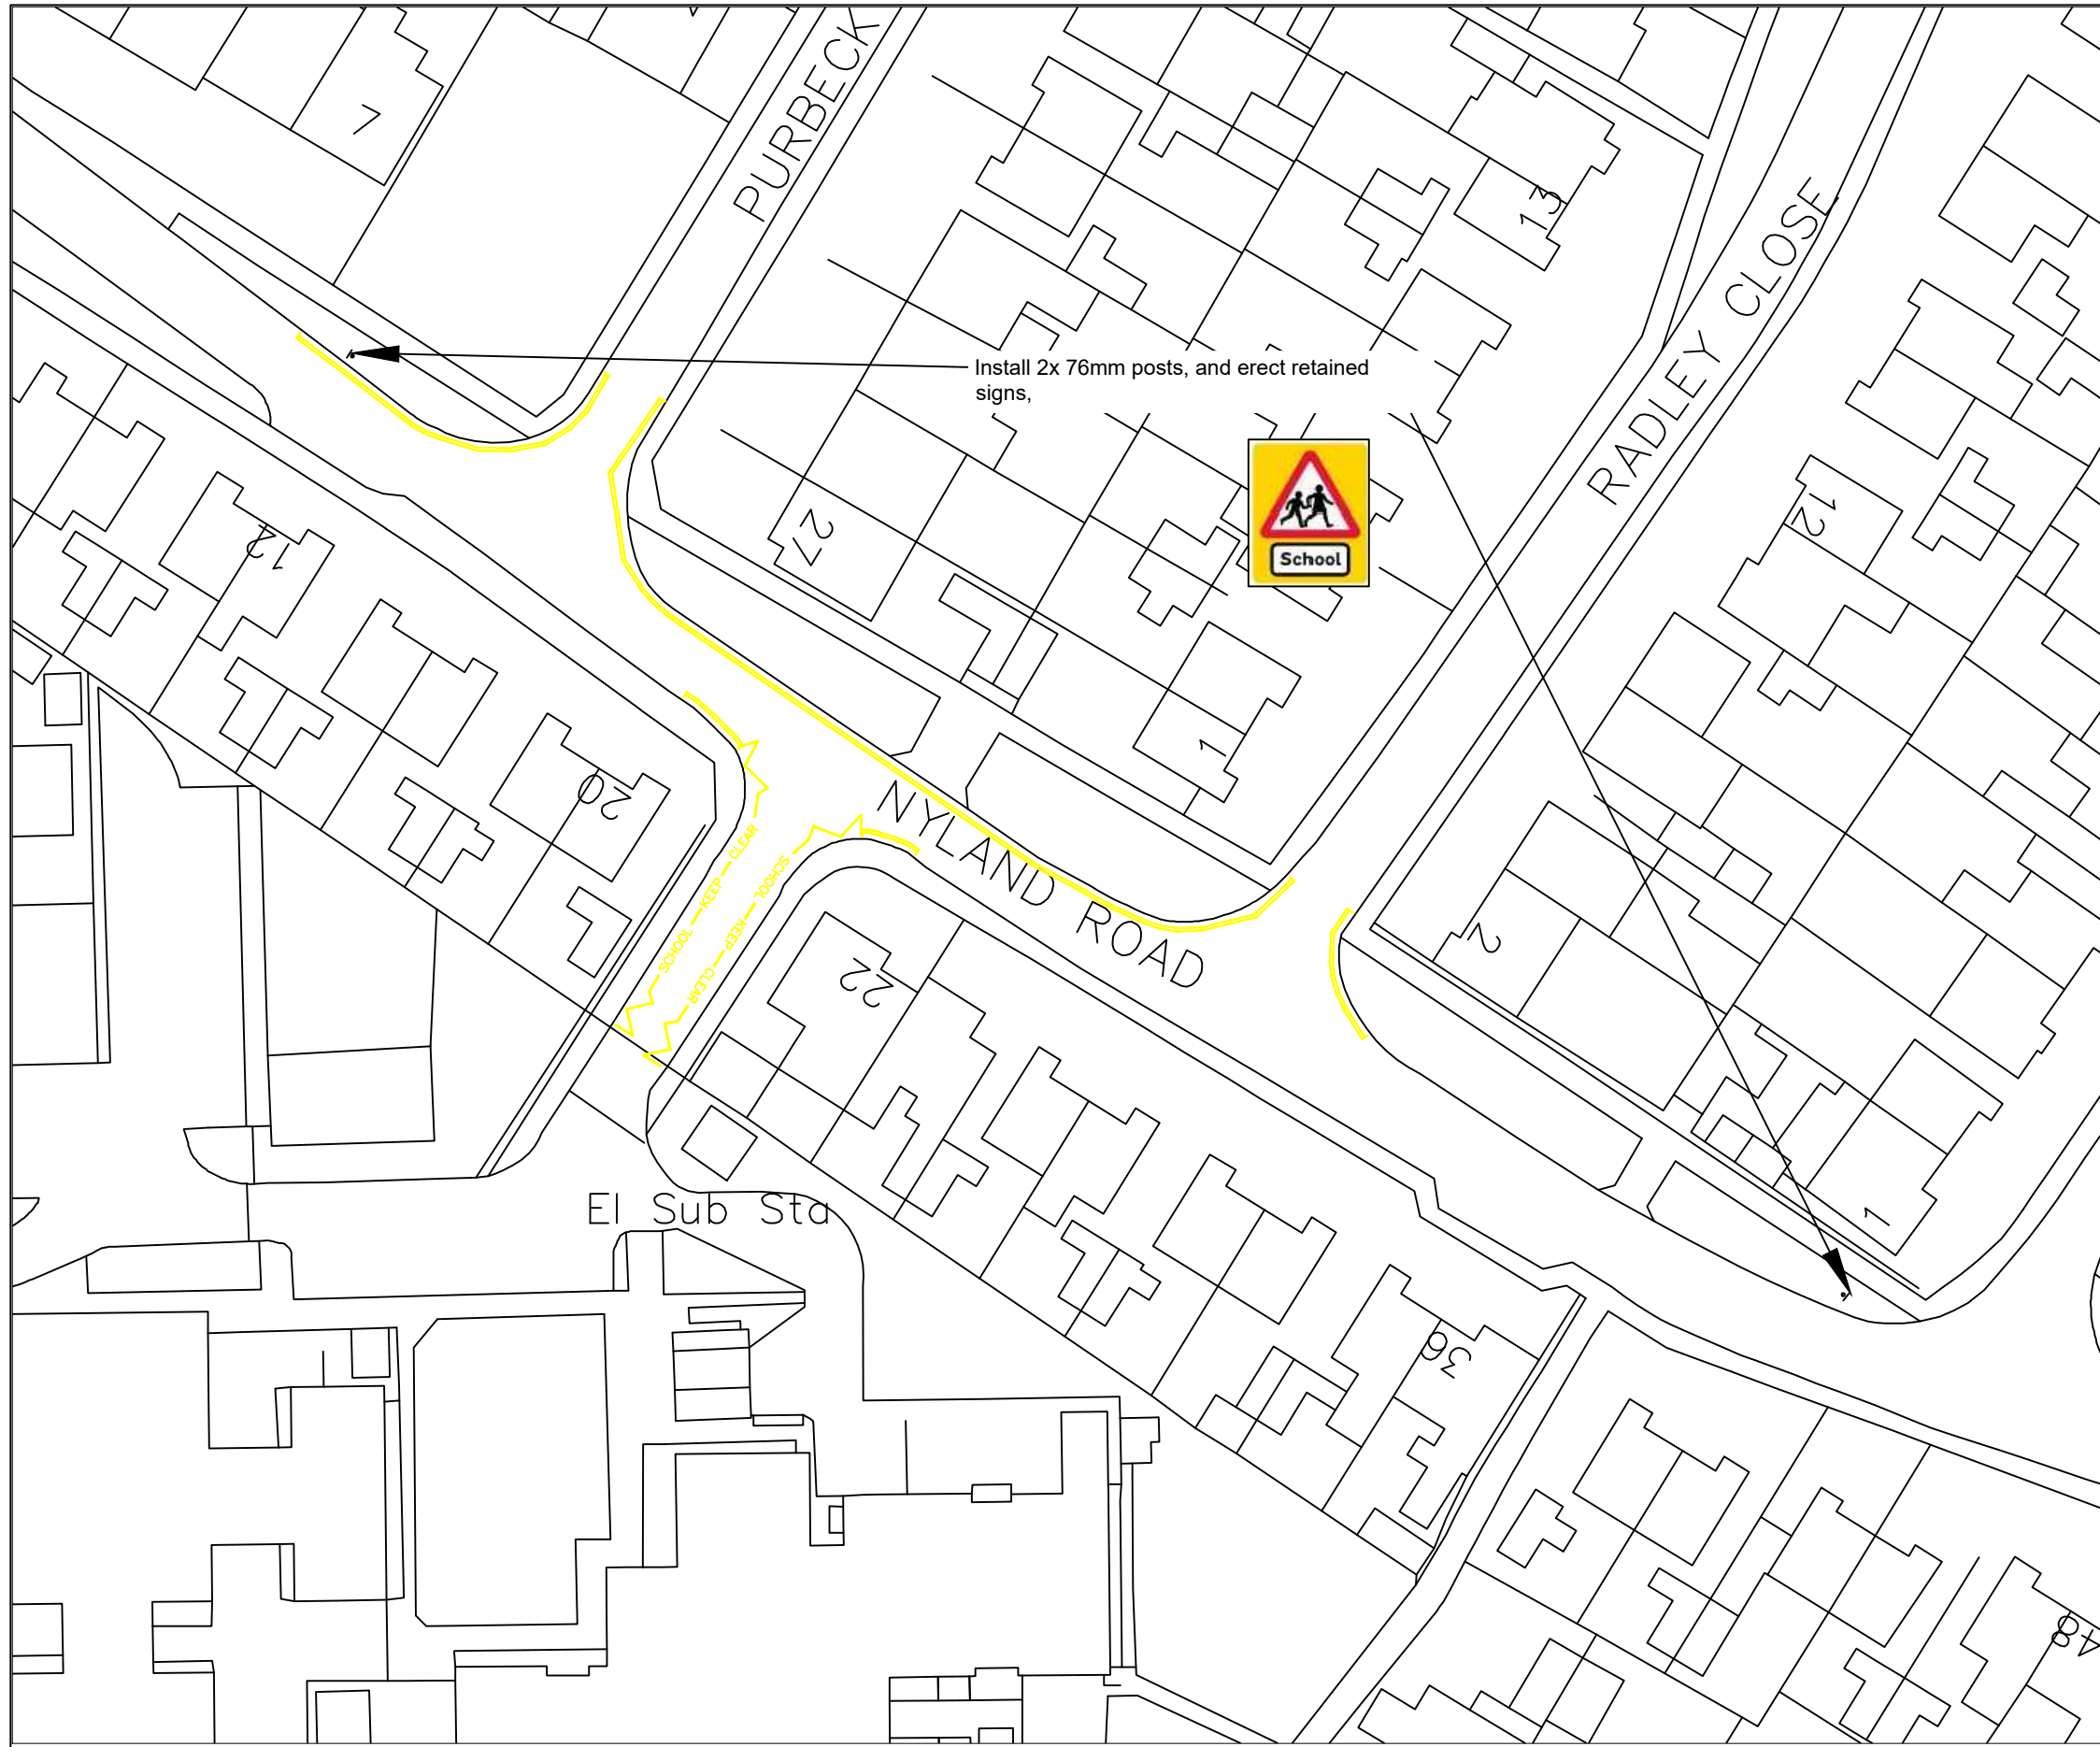 PURBECK
7
13
RADLEY CLOSE
Install 2x 76mm posts, and erect retained
signs,
School
27
12
12
1
20
NYLAND ROAD
SCHOOL KEEP CLEAR
SCHOOL KEEP CLEAR
22
2
El Sub Sta
1
36
48